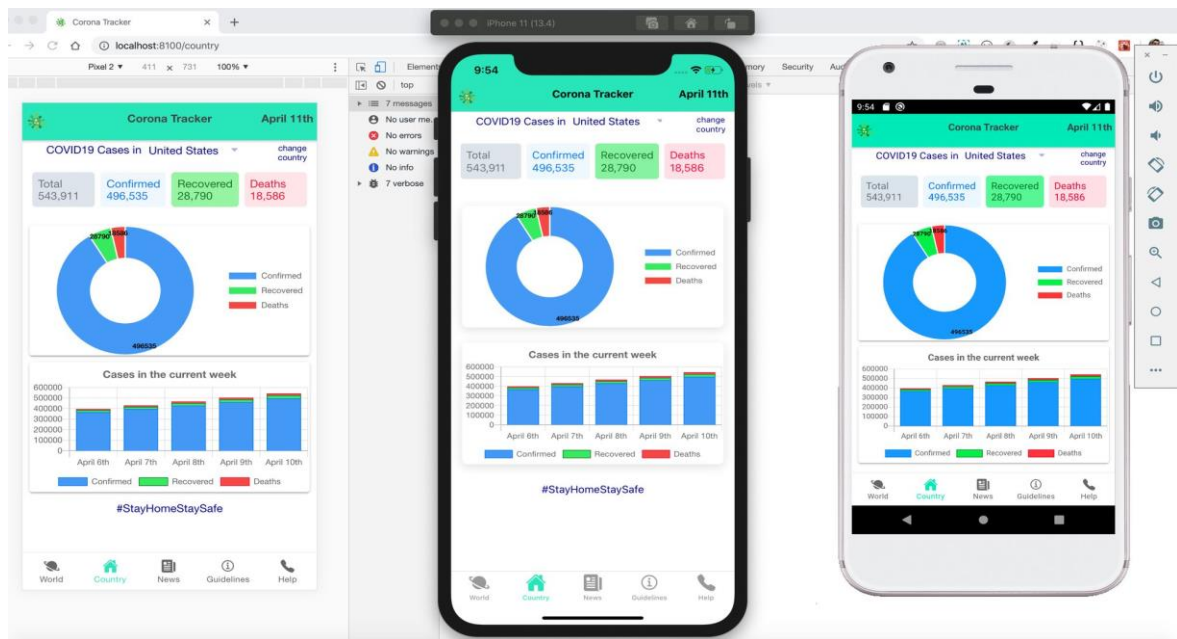 Corona Tracker
localhost:8100/country
Pixel 2 411 x 731 100%
Elements
top
7 messages
No user me...
No errors
No warnings
No info
7 verbose
Security
Corona Tracker April 11th
COVID19 Cases in United States change country
Total Confirmed Recovered Deaths
543,911 496,535 28,790 18,586
28790 18586
Confirmed
Recovered
Deaths
496535
Cases in the current week
600000
500000
400000
300000
200000
100000
0
April 6th April 7th April 8th April 9th April 10th
Confirmed Recovered Deaths
#StayHomeStaySafe
World Country News Guidelines Help
iPhone 11 (13.4)
9:54
Corona Tracker April 11th
COVID19 Cases in United States change country
Total Confirmed Recovered Deaths
543,911 496,535 28,790 18,586
28790 18586
Confirmed
Recovered
Deaths
496535
Cases in the current week
600000
500000
400000
300000
200000
100000
0
April 6th April 7th April 8th April 9th April 10th
Confirmed Recovered Deaths
#StayHomeStaySafe
World Country News Guidelines Help
9:54
Corona Tracker April 11th
COVID19 Cases in United States change country
Total Confirmed Recovered Deaths
543,911 496,535 28,790 18,586
28790 18586
Confirmed
Recovered
Deaths
496535
Cases in the current week
600000
500000
400000
300000
200000
100000
0
April 6th April 7th April 8th April 9th April 10th
Confirmed Recovered Deaths
World Country News Guidelines Help